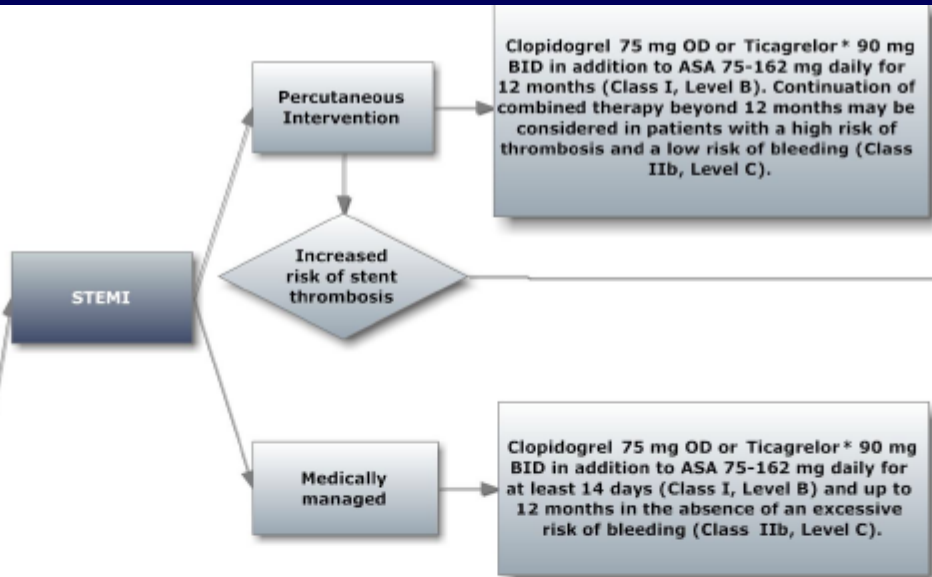 Clopidogrel 75 mg OD or Ticagrelor* 90 mg
BID in addition to ASA 75-162 mg daily for
12 months (Class I, Level B). Continuation of
combined therapy beyond 12 months may be
considered in patients with a high risk of
thrombosis and a low risk of bleeding (Class
IIb, Level C).
Percutaneous
Intervention
Increased
risk of stent
thrombosis
STEMI
Medically
managed
Clopidogrel 75 mg OD or Ticagrelor* 90 mg
BID in addition to ASA 75-162 mg daily for
at least 14 days (Class I, Level B) and up to
12 months in the absence of an excessive
risk of bleeding (Class IIb, Level C).